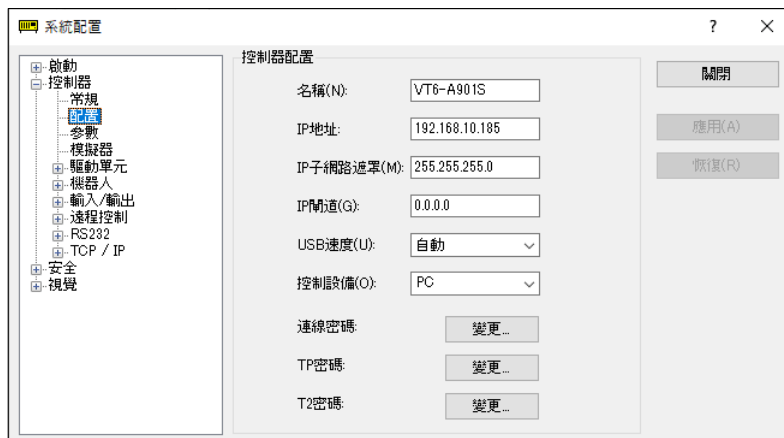 系統配置
? ×
啟動
控制器
常規
配置
參數
模擬器
驅動單元
機器人
輸入/輸出
遠程控制
RS232
TCP / IP
安全
視覺
控制器配置
名稱(N): VT6-A901S
IP地址: 192.168.10.185
IP子網路遮罩(M): 255.255.255.0
IP閘道(G): 0.0.0.0
USB速度(U): 自動
控制設備(O): PC
連線密碼: 變更...
TP密碼: 變更...
T2密碼: 變更...
關閉
應用(A)
恢復(R)